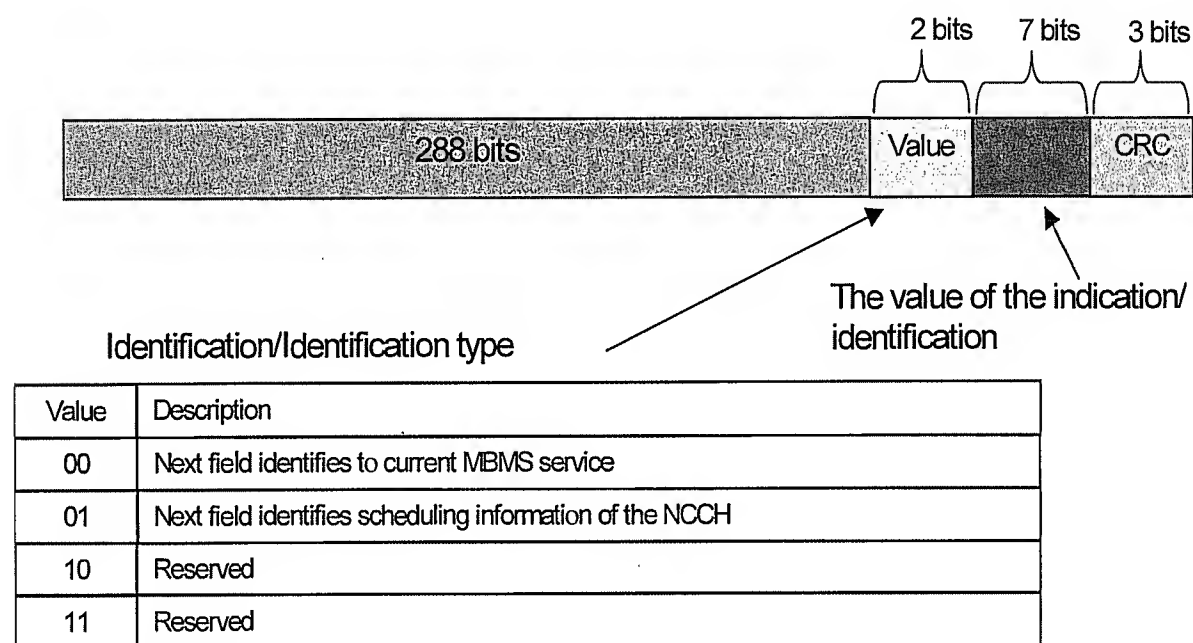 2 bits 7 bits 3 bits
288 bits Value CRC
The value of the indication/
identification
Identification/Identification type
Value Description
00 Next field identifies to current MBMS service
01 Next field identifies scheduling information of the NCCH
10 Reserved
11 Reserved